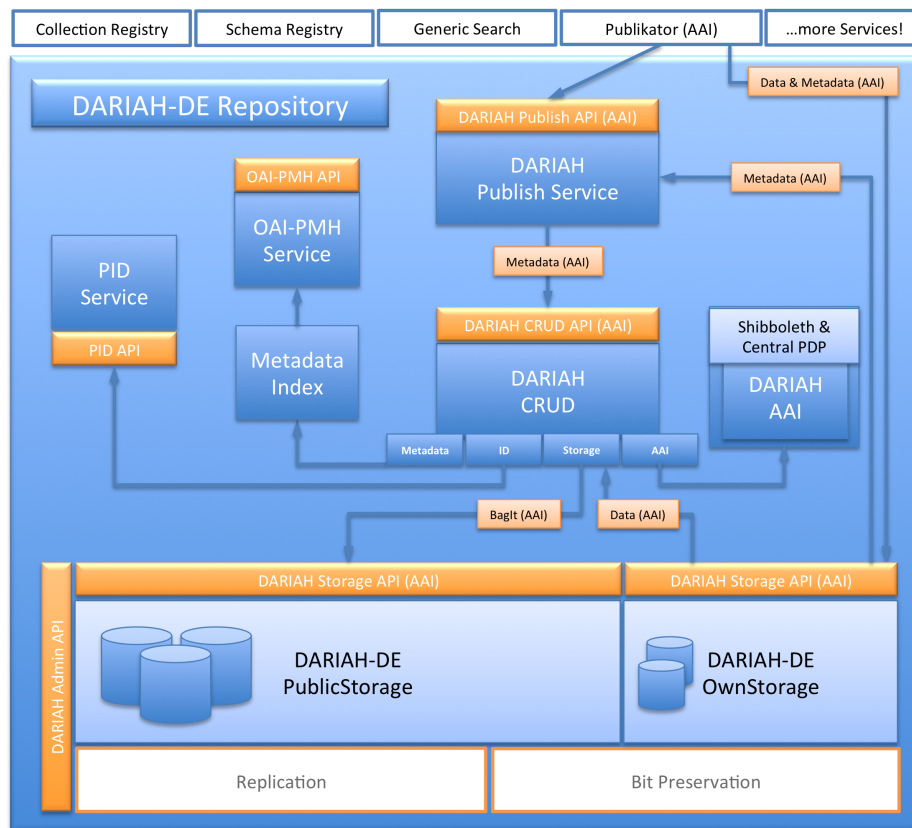 Collection Registry
Schema Registry
Generic Search
Publikator (AAI)
...more Services!
DARIAH-DE Repository
Data & Metadata (AAI)
DARIAH Publish API (AAI)
DARIAH
Publish Service
Metadata (AAI)
OAI-PMH API
OAI-PMH
Service
PID
Service
PID API
Metadata (AAI)
DARIAH CRUD API (AAI)
DARIAH
CRUD
Metadata
Index
Shibboleth &
Central PDP
DARIAH
AAI
Metadata
ID
Storage
AAI
BagIt (AAI)
Data (AAI)
DARIAH Admin API
DARIAH Storage API (AAI)
DARIAH Storage API (AAI)
DARIAH-DE
PublicStorage
DARIAH-DE
OwnStorage
Replication
Bit Preservation